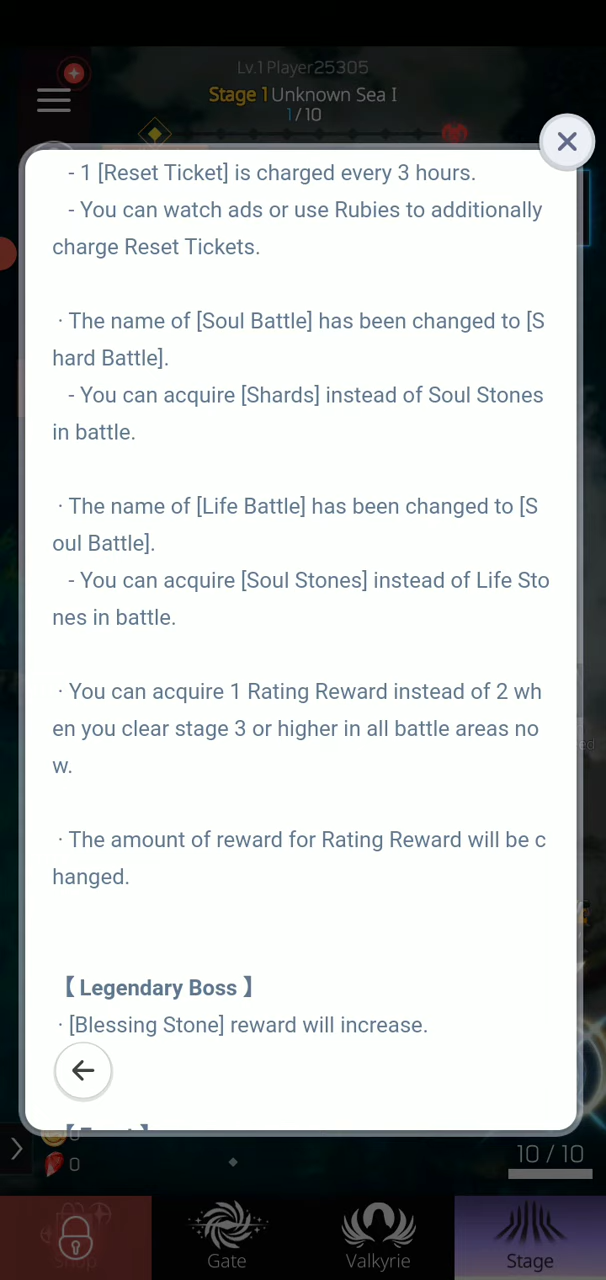 Lv.1 Player25305
Stage 1 Unknown Sea I
1/10
- 1 [Reset Ticket] is charged every 3 hours.
- You can watch ads or use Rubies to additionally
charge Reset Tickets.
· The name of [Soul Battle] has been changed to [S
hard Battle].
- You can acquire [Shards] instead of Soul Stones
in battle.
· The name of [Life Battle] has been changed to [S
oul Battle].
- You can acquire [Soul Stones] instead of Life Sto
nes in battle.
· You can acquire 1 Rating Reward instead of 2 wh
en you clear stage 3 or higher in all battle areas no
w.
· The amount of reward for Rating Reward will be c
hanged.
【 Legendary Boss 】
· [Blessing Stone] reward will increase.
0
0
10 / 10
Shop
Gate
Valkyrie
Stage